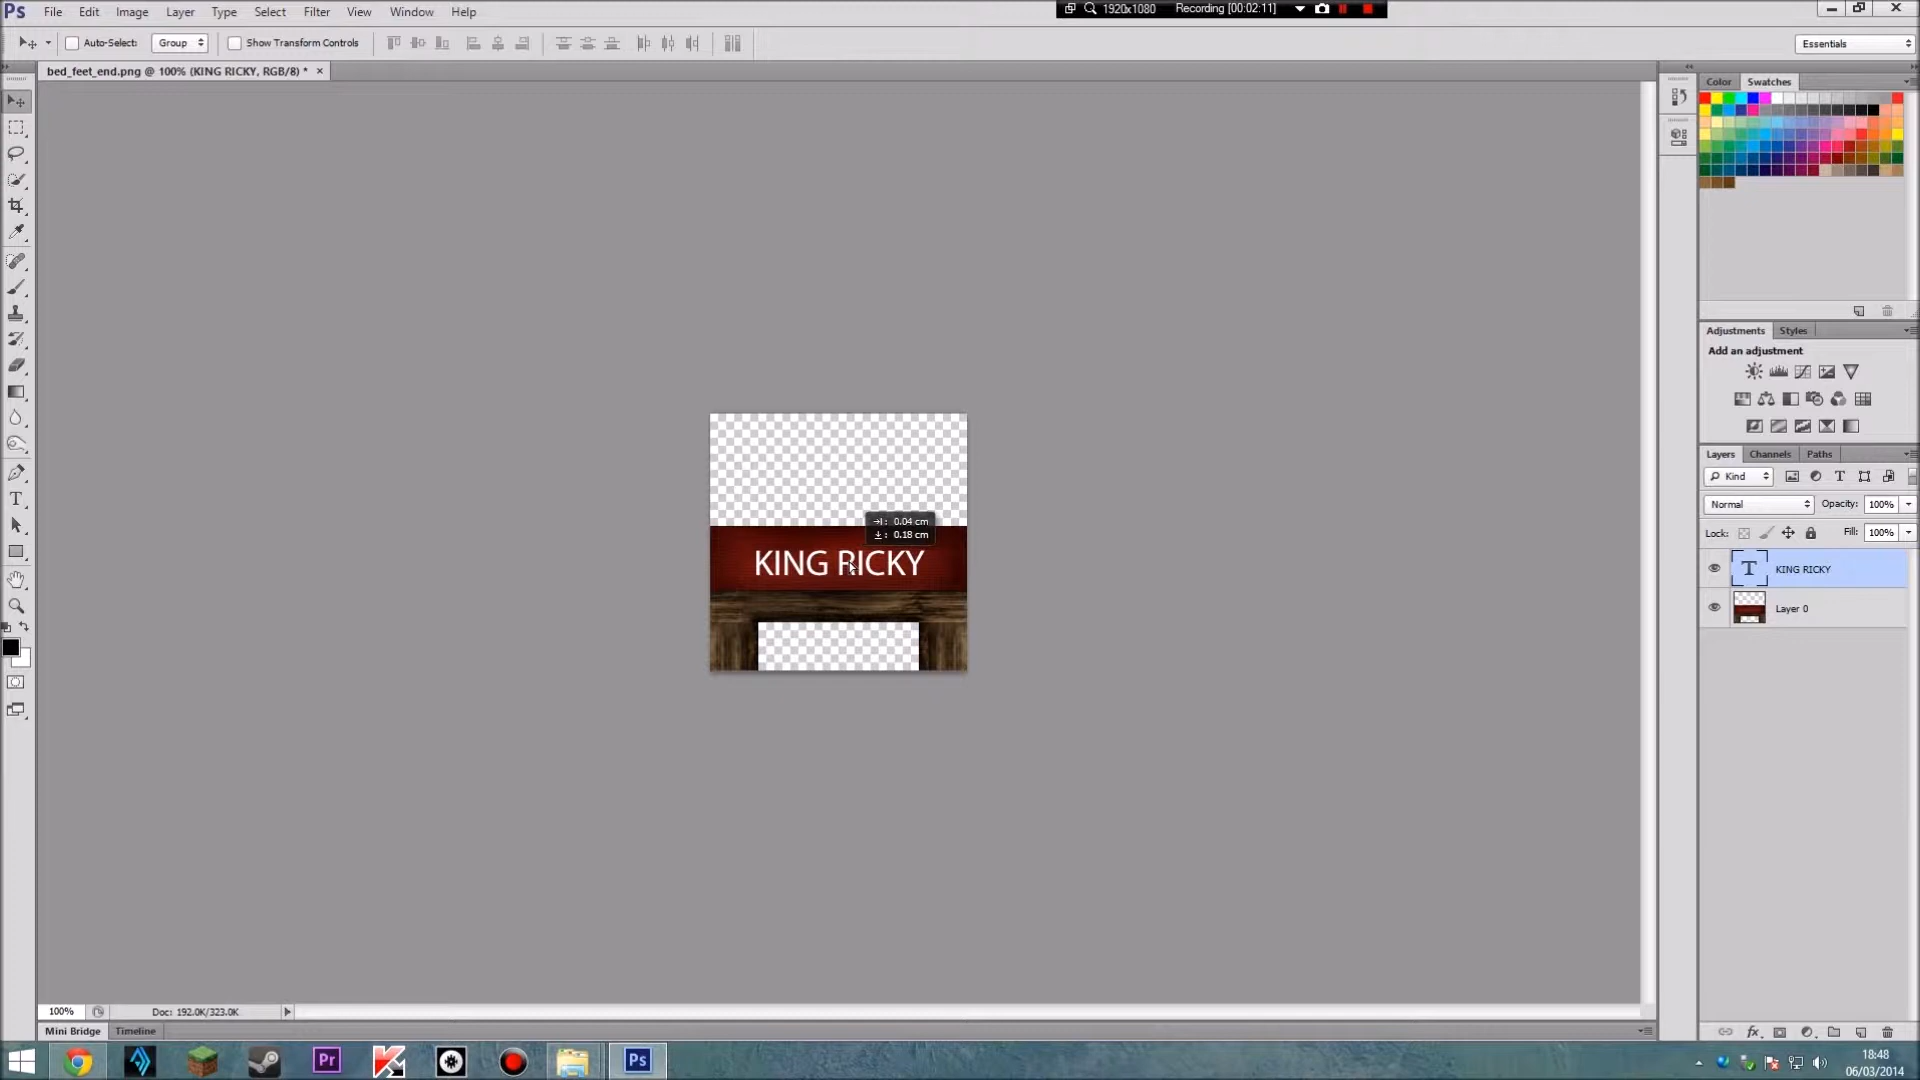 Ps File Edit Image Layer Type Select Filter View Window Help
1920x1080 Recording [00:02:11]
Auto-Select: Group Show Transform Controls Essentials
bed_feet_end.png @ 100% (KING RICKY, RGB/8) * ×
Color Swatches
Adjustments Styles
Add an adjustment
Layers Channels Paths
Kind
Normal Opacity: 100%
Lock: Fill: 100%
T KING RICKY
Layer 0
→|: 0.04 cm
0.18 cm
KING RICKY
100% Doc: 192.0K/323.0K
Mini Bridge Timeline
Pr Ps
18:48
06/03/2014